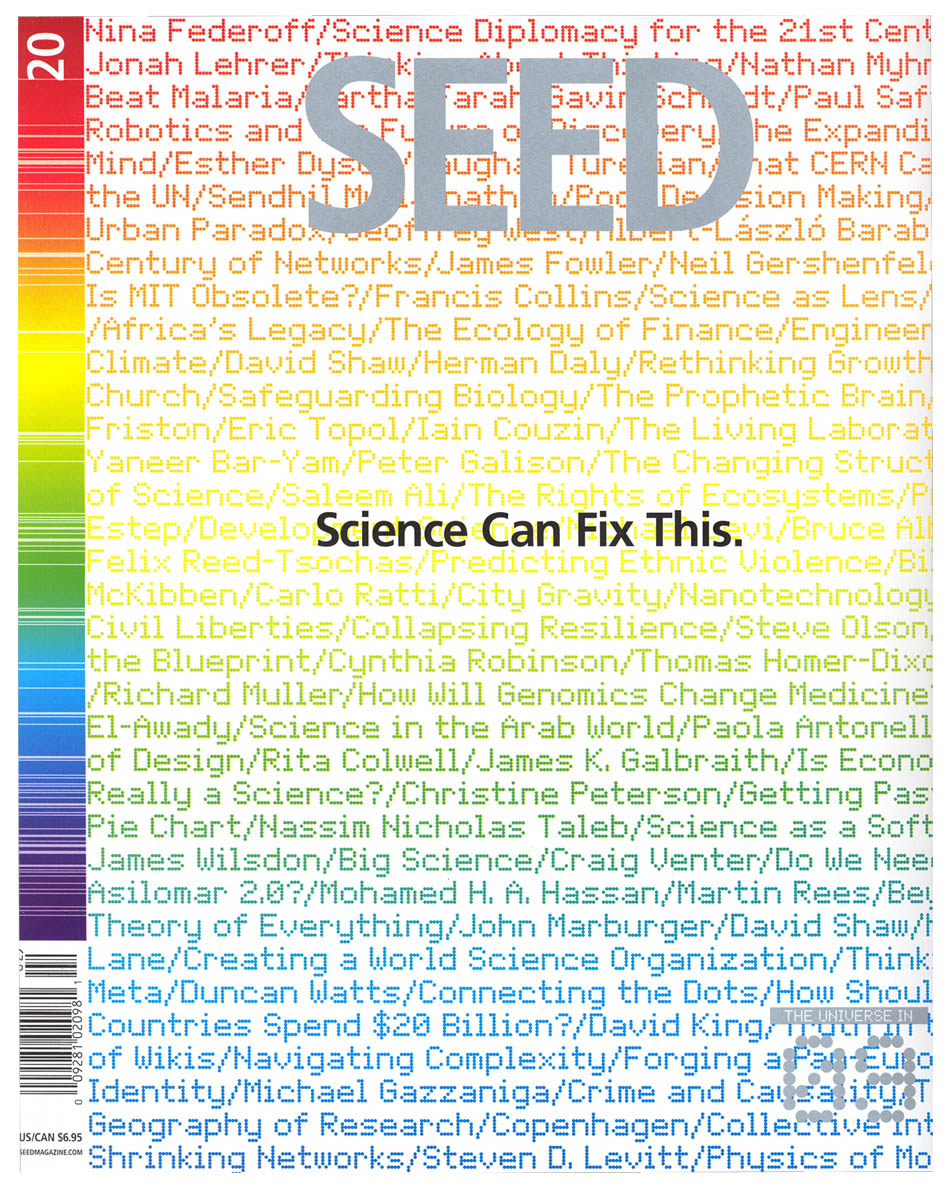 20
SEED
Nina Federoff/Science Diplomacy for the 21st Cent
Jonah Lehrer/Thinking About Thinking/Nathan Myhr
Beat Malaria/Martha Farah/Gavin Schmidt/Paul Saf
Robotics and the Future of Discovery/The Expandi
Mind/Esther Dyson/Vaughan Turekian/What CERN Ca
the UN/Sendhil Mu nathan/Poor Decision Making/
Urban Paradox/Geoffrey West/Albert-László Barab
Century of Networks/James Fowler/Neil Gershenfel
Is MIT Obsolete?/Francis Collins/Science as Lens/
/Africa's Legacy/The Ecology of Finance/Engineer
Climate/David Shaw/Herman Daly/Rethinking Growth
Church/Safeguarding Biology/The Prophetic Brain/
Friston/Eric Topol/Iain Couzin/The Living Laborat
Yaneer Bar-Yam/Peter Galison/The Changing Struct
of Science/Saleem Ali/The Rights of Ecosystems/P
Estep/Develo avi/Bruce Al
Science Can Fix This.
Felix Reed-Tsochas/Predicting Ethnic Violence/Bi
McKibben/Carlo Ratti/City Gravity/Nanotechnology
Civil Liberties/Collapsing Resilience/Steve Olson/
the Blueprint/Cynthia Robinson/Thomas Homer-Dixo
/Richard Muller/How Will Genomics Change Medicine?
El-Awady/Science in the Arab World/Paola Antonell
of Design/Rita Colwell/James K. Galbraith/Is Econo
Really a Science?/Christine Peterson/Getting Pas
Pie Chart/Nassim Nicholas Taleb/Science as a Soft
James Wilsdon/Big Science/Craig Venter/Do We Nee
Asilomar 2.0?/Mohamed H. A. Hassan/Martin Rees/Bey
Theory of Everything/John Marburger/David Shaw/
Lane/Creating a World Science Organization/Think
Meta/Duncan Watts/Connecting the Dots/How Shoul
Countries Spend $20 Billion?/David King/Truth in
of Wikis/Navigating Complexity/Forging a Pan-Euro
Identity/Michael Gazzaniga/Crime and Causality/T
Geography of Research/Copenhagen/Collective Int
Shrinking Networks/Steven D. Levitt/Physics of Mo
THE UNIVERSE IN
09
0 09281 02098 1
US/CAN $6.95
SEEDMAGAZINE.COM